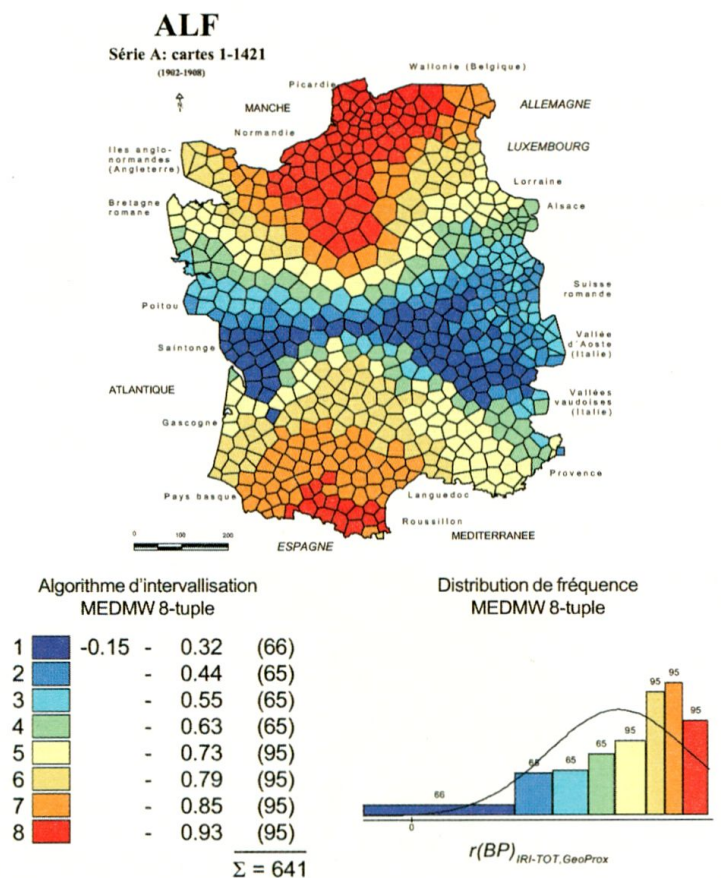 ALF
Série A: cartes 1-1421
(1902-1908)
N
Wallonie (Belgique)
Picardie
MANCHE
ALLEMAGNE
Normandie
Iles anglo-
normandes
(Angleterre)
LUXEMBOURG
Lorraine
Bretagne
romane
Alsace
Suisse
romande
Poitou
Vallée
d'Aoste
(Italie)
Saintonge
ATLANTIQUE
Vallées
vaudoises
(Italie)
Gascogne
Provence
Pays basque
Languedoc
Roussillon
MEDITERRANEE
0 100 200
ESPAGNE
Algorithme d'intervallisation
MEDMW 8-tuple
1 -0.15 - 0.32 (66)
2 - 0.44 (65)
3 - 0.55 (65)
4 - 0.63 (65)
5 - 0.73 (95)
6 - 0.79 (95)
7 - 0.85 (95)
8 - 0.93 (95)
Σ = 641
Distribution de fréquence
MEDMW 8-tuple
66 65 65 65 95 95 95 95
0
r(BP)IRI-TOT,GeoProx